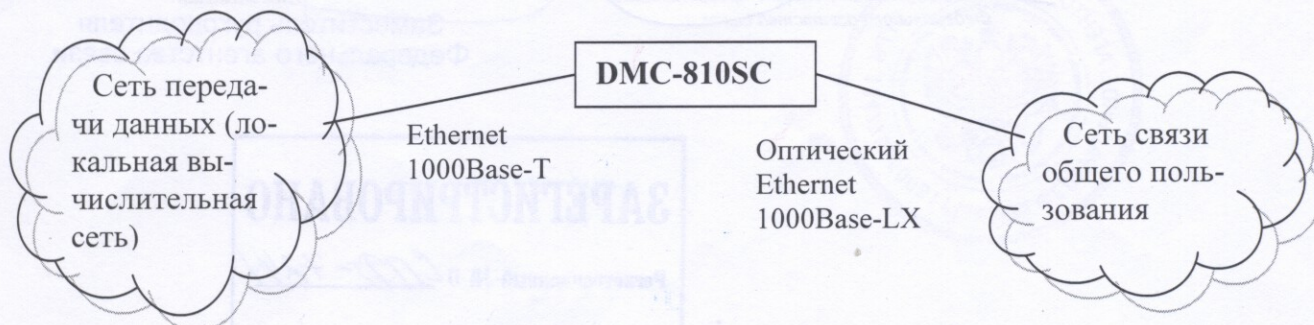 DMC-810SC
Сеть переда-
чи данных (ло-
кальная вы-
числительная
сеть)
Ethernet
1000Base-T
Оптический
Ethernet
1000Base-LX
Сеть связи
общего поль-
зования
ЗАРЕГИСТРИРОВАНО